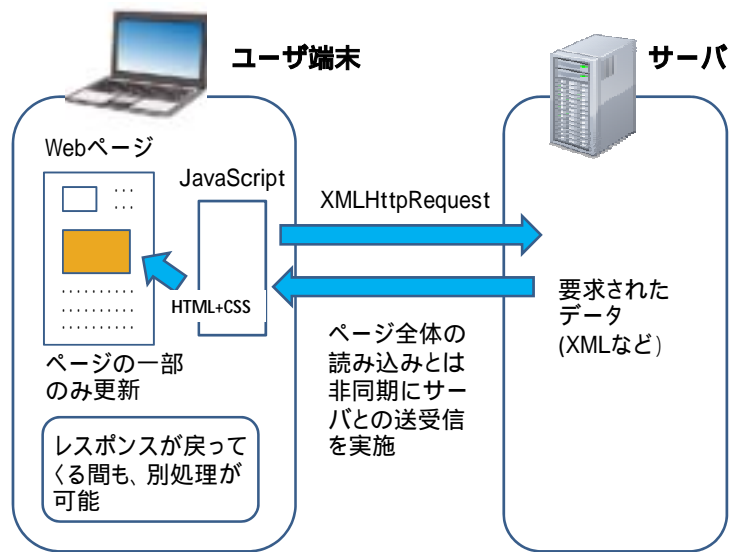 ユーザ端末
サーバ
Webページ
JavaScript
XMLHttpRequest
HTML+CSS
ページの一部
のみ更新
レスポンスが戻って
くる間も、別処理が
可能
ページ全体の
読み込みとは
非同期にサー
バとの送受信
を実施
要求された
データ
(XMLなど)